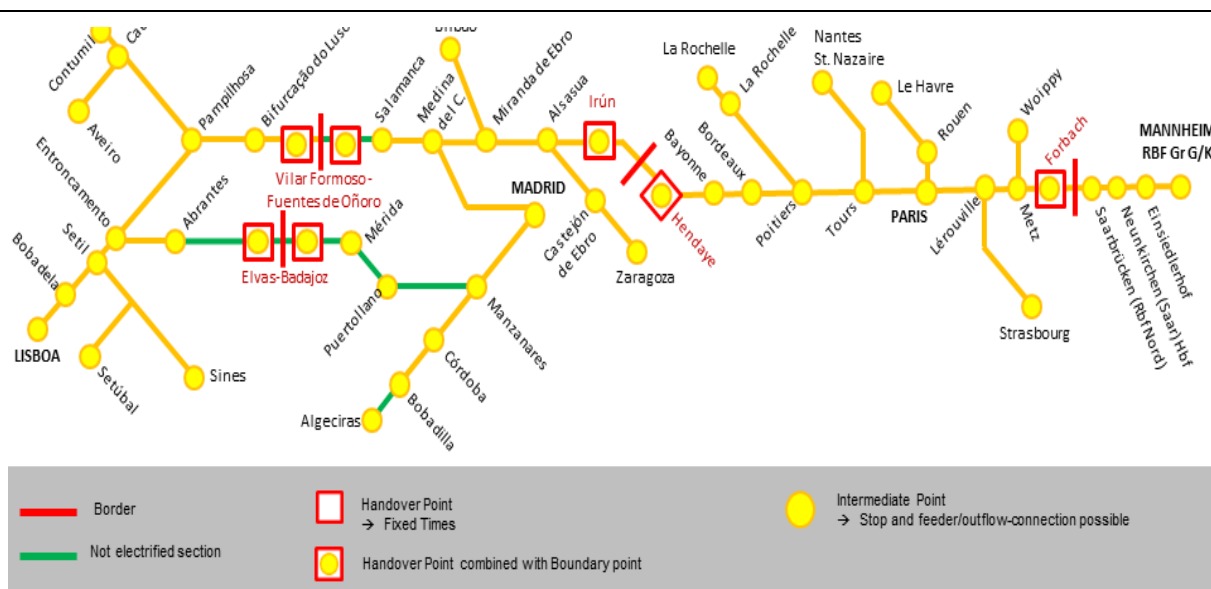 Contumil
Aveiro
Pampilhosa
Bifurcação do Luso
Vilar Formoso-
Fuentes de Oñoro
Salamanca
Medina
del C.
Miranda de Ebro
Alsasua
Irún
Hendaye
Bayonne
Bordeaux
La Rochelle
La Rochelle
Poitiers
Nantes
St. Nazaire
Tours
Le Havre
Rouen
PARIS
Lérouville
Woippy
Metz
Forbach
MANNHEIM
RBF Gr G/K
Saarbrücken (Rbf Nord)
Neunkirchen (Saar) Hbf
Einsiedlerhof
Strasbourg
MADRID
Castejón
de Ebro
Zaragoza
Entroncamento
Abrantes
Elvas-Badajoz
Mérida
Puertollano
Manzanares
Córdoba
Bobadilla
Algeciras
Setil
Bobadela
LISBOA
Setúbal
Sines
Border
Not electrified section
Handover Point
→ Fixed Times
Handover Point combined with Boundary point
Intermediate Point
→ Stop and feeder/outflow-connection possible